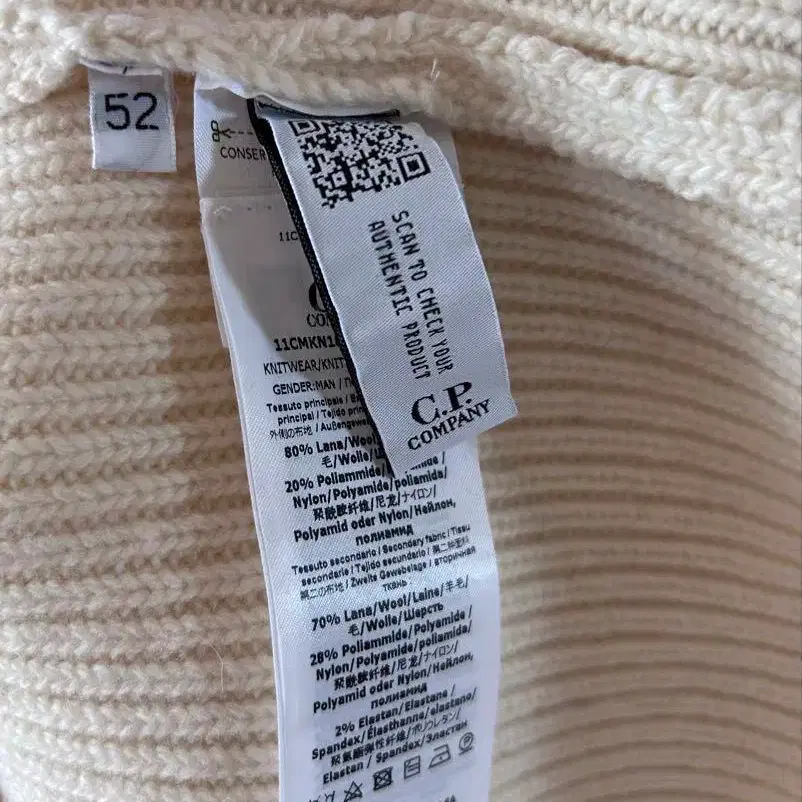 52
CONSER
SCAN TO CHECK YOUR
AUTHENTIC PRODUCT
C.P.
COMPANY
11C
CO
11CMKN1
KNITWEAR/KNIT
GENDER:MAN / П
Tessuto principale /
principal / Tejido prin
外側の布地 / Außengewe
80% Lana/Wool
毛/Wolle/Ш
20% Poliammide /
Nylon/Polyamide/poliamida/
聚酰胺纤维/尼龙/ナイロン/
Polyamid oder Nylon/Нейлон,
полиамид
Tessuto secondario / Secondary fabric / Tissu
secondaire / Tejido secundario / 第二种面料
第二の布地 / Zweite Gewebelage / вторичная
ткань
70% Lana/Wool/Laine/羊毛/
毛/Wolle/Шерсть
28% Poliammide/Polyamide /
Nylon/Polyamide/poliamida/
聚酰胺纤维/尼龙/ナイロン/
Polyamid oder Nylon/Нейлон,
полиамид
2% Elastan/Elastane /
Spandex/Élasthanne/elastano/
聚氨酯弹性纤维/ポリウレタン/
Elastan / Spandex/Эластан